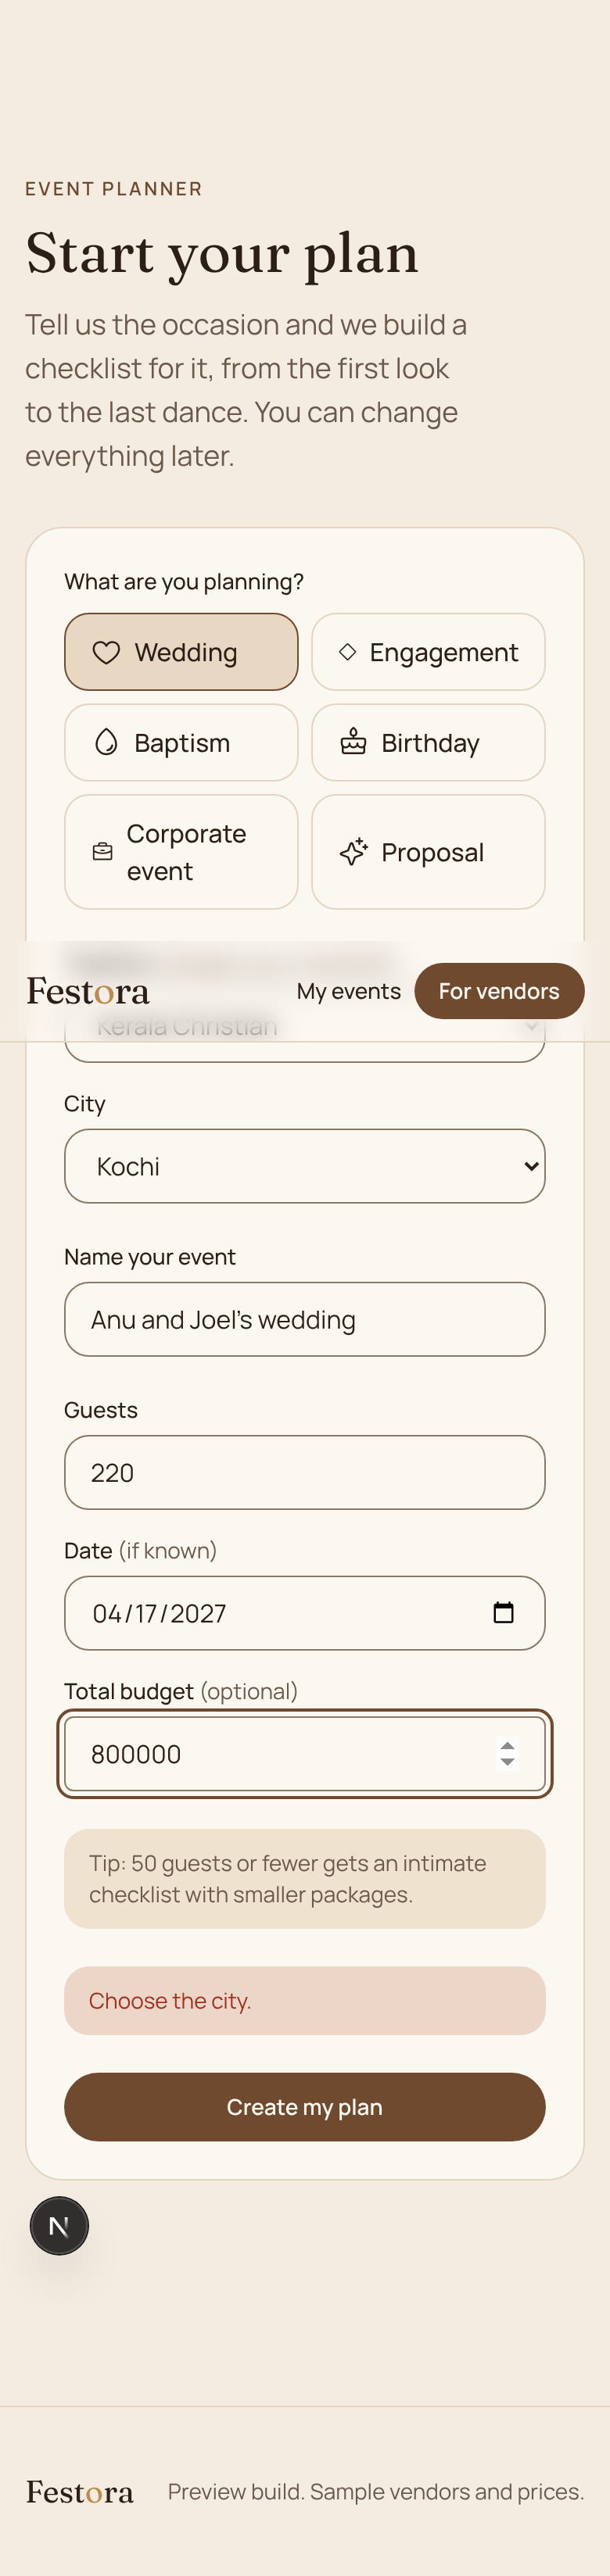 EVENT PLANNER
Start your plan
Tell us the occasion and we build a
checklist for it, from the first look
to the last dance. You can change
everything later.
What are you planning?
Wedding
Engagement
Baptism
Birthday
Corporate
event
Proposal
Festora
My events
For vendors
Kerala Christian
City
Kochi
Name your event
Anu and Joel's wedding
Guests
220
Date (if known)
04/17/2027
Total budget (optional)
800000
Tip: 50 guests or fewer gets an intimate
checklist with smaller packages.
Choose the city.
Create my plan
N
Festora
Preview build. Sample vendors and prices.